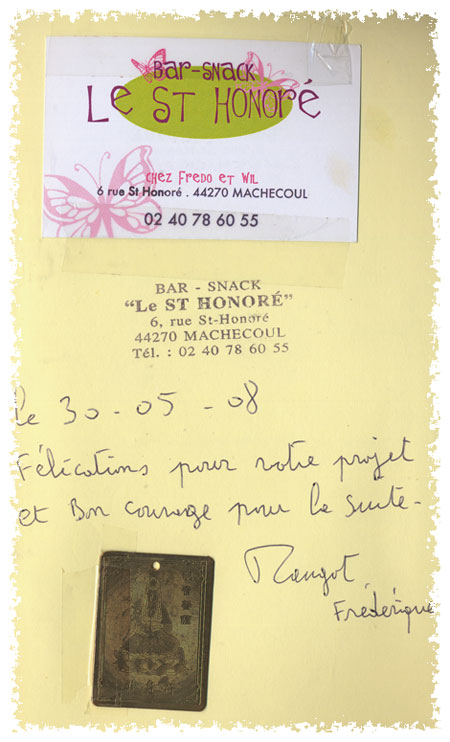 BAR-SNACK
LE ST HONORÉ
CHEZ FREDO ET WIL
6 rue St Honoré . 44270 MACHECOUL
02 40 78 60 55
BAR - SNACK
“Le ST HONORÉ”
6, rue St-Honoré
44270 MACHECOUL
Tél. : 02 40 78 60 55
Le 30-05-08
Félications pour votre projet
et Bon courage pour la suite-
Frédérique